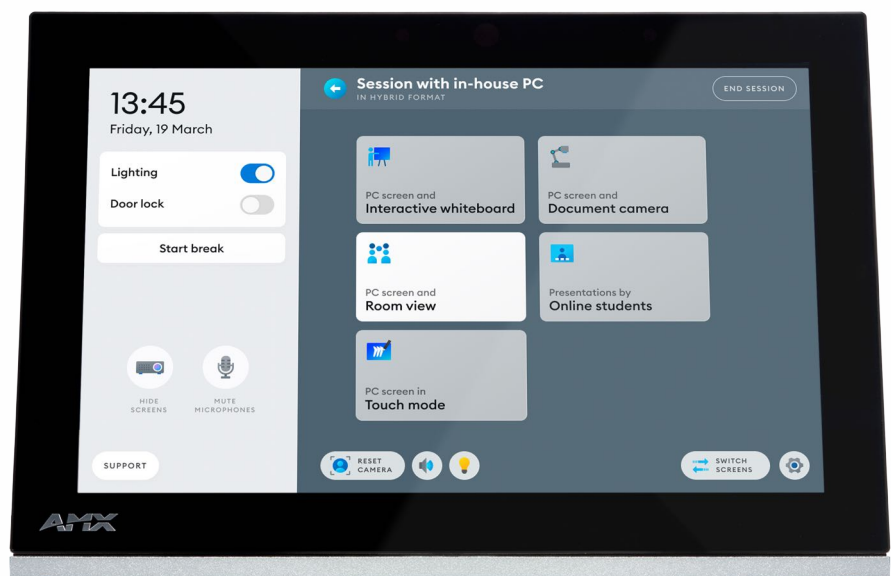 13:45
Friday, 19 March
Lighting
Door lock
Start break
HIDE
SCREENS
MUTE
MICROPHONES
SUPPORT
Session with in-house PC
IN HYBRID FORMAT
END SESSION
PC screen and
Interactive whiteboard
PC screen and
Document camera
PC screen and
Room view
Presentations by
Online students
PC screen in
Touch mode
RESET
CAMERA
SWITCH
SCREENS
AMX